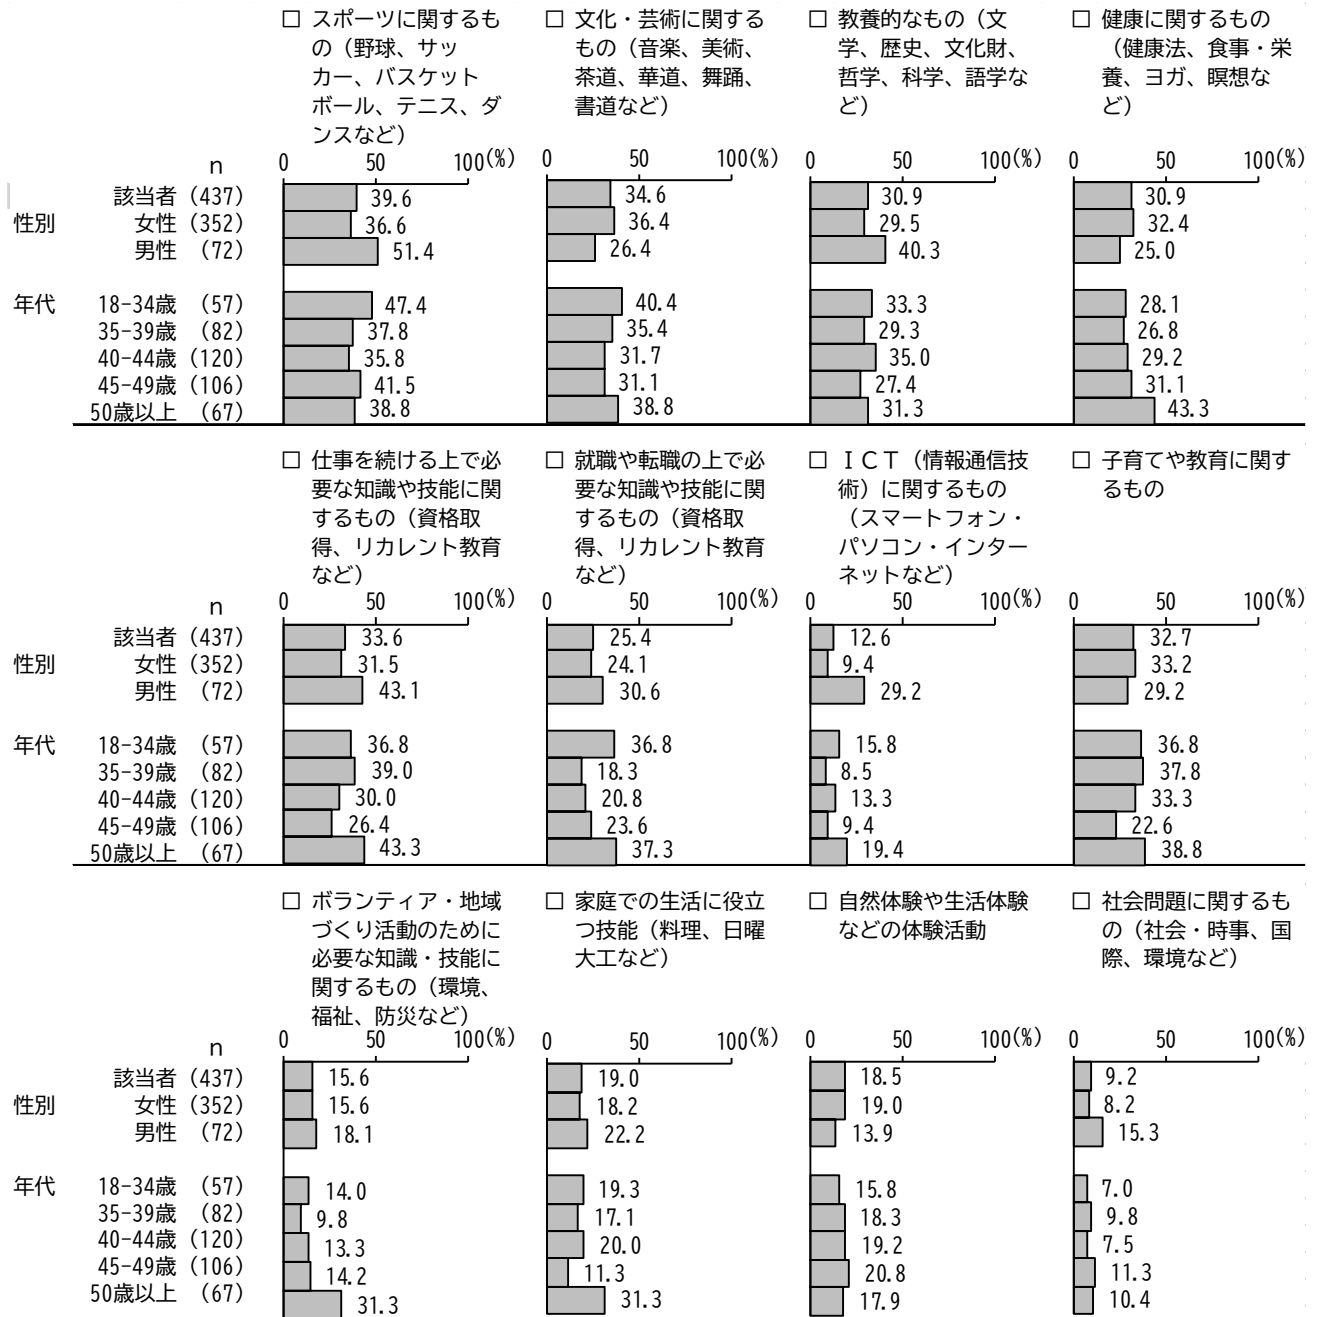 □ スポーツに関するも
の（野球、サッ
カー、バスケット
ボール、テニス、ダ
ンスなど）
□ 文化・芸術に関する
もの（音楽、美術、
茶道、華道、舞踊、
書道など）
□ 教養的なもの（文
学、歴史、文化財、
哲学、科学、語学な
ど）
□ 健康に関するもの
（健康法、食事・栄
養、ヨガ、瞑想な
ど）
n 0 50 100(%) 0 50 100(%) 0 50 100(%) 0 50 100(%)
該当者 (437) 39.6 34.6 30.9 30.9
性別 女性 (352) 36.6 36.4 29.5 32.4
男性 (72) 51.4 26.4 40.3 25.0
年代 18-34歳 (57) 47.4 40.4 33.3 28.1
35-39歳 (82) 37.8 35.4 29.3 26.8
40-44歳 (120) 35.8 31.7 35.0 29.2
45-49歳 (106) 41.5 31.1 27.4 31.1
50歳以上 (67) 38.8 38.8 31.3 43.3
□ 仕事を続ける上で必
要な知識や技能に関
するもの（資格取
得、リカレント教育
など）
□ 就職や転職の上で必
要な知識や技能に関
するもの（資格取
得、リカレント教育
など）
□ ＩＣＴ（情報通信技
術）に関するもの
（スマートフォン・
パソコン・インター
ネットなど）
□ 子育てや教育に関す
るもの
n 0 50 100(%) 0 50 100(%) 0 50 100(%) 0 50 100(%)
該当者 (437) 33.6 25.4 12.6 32.7
性別 女性 (352) 31.5 24.1 9.4 33.2
男性 (72) 43.1 30.6 29.2 29.2
年代 18-34歳 (57) 36.8 36.8 15.8 36.8
35-39歳 (82) 39.0 18.3 8.5 37.8
40-44歳 (120) 30.0 20.8 13.3 33.3
45-49歳 (106) 26.4 23.6 9.4 22.6
50歳以上 (67) 43.3 37.3 19.4 38.8
□ ボランティア・地域
づくり活動のために
必要な知識・技能に
関するもの（環境、
福祉、防災など）
□ 家庭での生活に役立
つ技能（料理、日曜
大工など）
□ 自然体験や生活体験
などの体験活動
□ 社会問題に関するも
の（社会・時事、国
際、環境など）
n 0 50 100(%) 0 50 100(%) 0 50 100(%) 0 50 100(%)
該当者 (437) 15.6 19.0 18.5 9.2
性別 女性 (352) 15.6 18.2 19.0 8.2
男性 (72) 18.1 22.2 13.9 15.3
年代 18-34歳 (57) 14.0 19.3 15.8 7.0
35-39歳 (82) 9.8 17.1 18.3 9.8
40-44歳 (120) 13.3 20.0 19.2 7.5
45-49歳 (106) 14.2 11.3 20.8 11.3
50歳以上 (67) 31.3 31.3 17.9 10.4